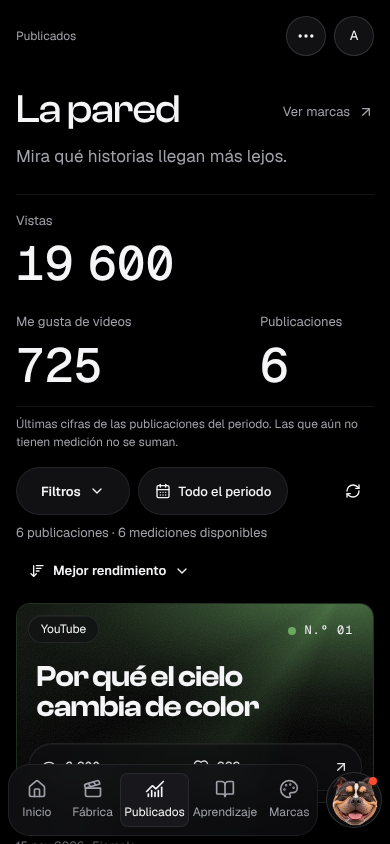 Publicados
A
La pared
Ver marcas
Mira qué historias llegan más lejos.
Vistas
19 600
Me gusta de videos
Publicaciones
725
6
Últimas cifras de las publicaciones del periodo. Las que aún no
tienen medición no se suman.
Filtros
Todo el periodo
6 publicaciones · 6 mediciones disponibles
Mejor rendimiento
YouTube
N.º 01
Por qué el cielo
cambia de color
Inicio
Fábrica
Publicados
Aprendizaje
Marcas